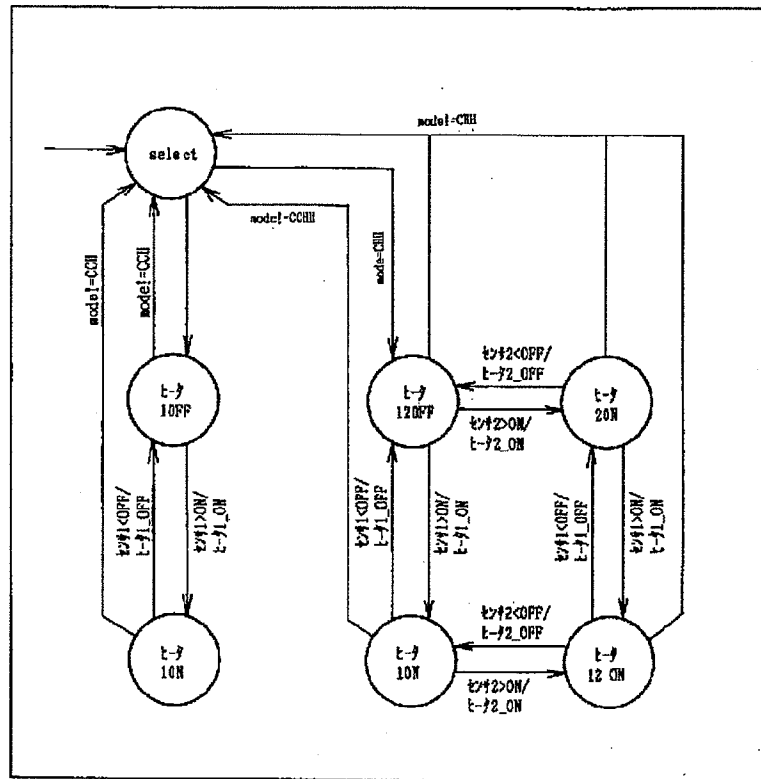 mode!=CHH
select
mode!=CCHH
mode=CHH
mode!=CCH
mode!=CCH
ヒータ
1OFF
ヒータ
12OFF
センサ2<OFF/
ヒータ2_OFF
ヒータ
2ON
センサ2>ON/
ヒータ2_ON
センサ1<OFF/
ヒータ1_OFF
センサ1>ON/
ヒータ1_ON
センサ1<OFF/
ヒータ1_OFF
センサ1>ON/
ヒータ1_ON
センサ1<OFF/
ヒータ1_OFF
センサ1>ON/
ヒータ1_ON
ヒータ
1ON
ヒータ
1ON
センサ2<OFF/
ヒータ2_OFF
ヒータ
12 ON
センサ2>ON/
ヒータ2_ON